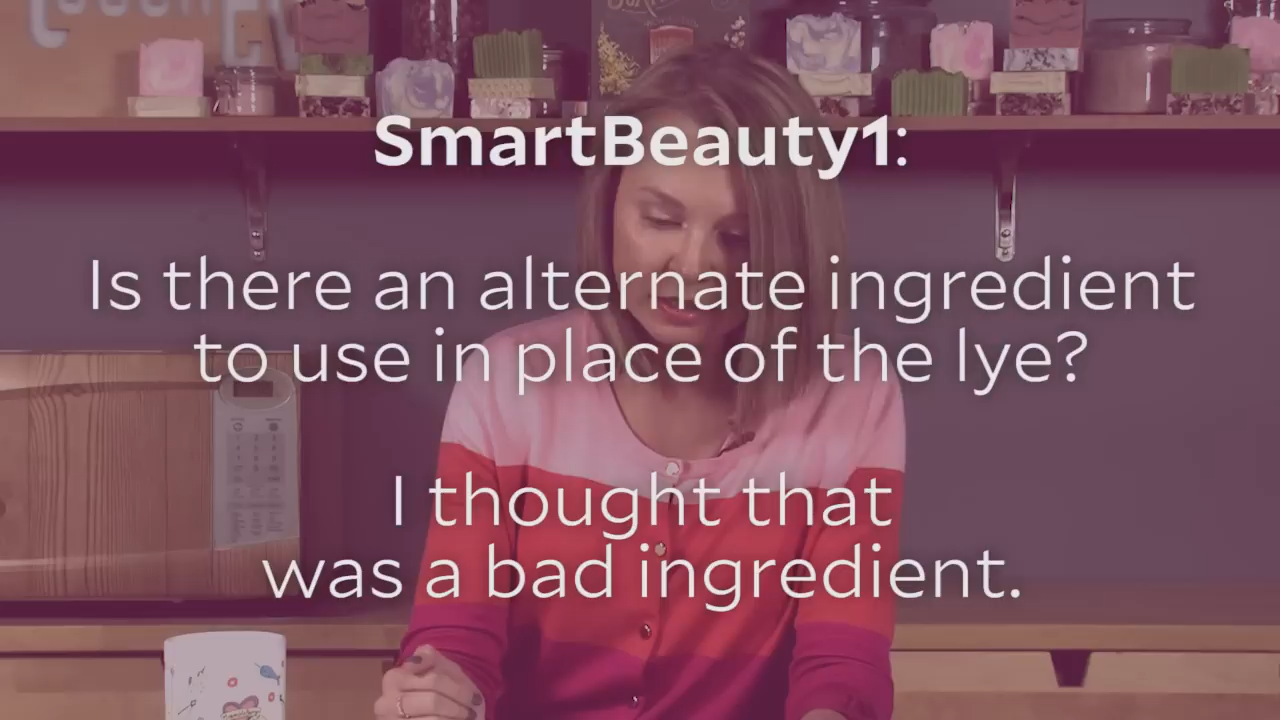 SmartBeauty1:
Is there an alternate ingredient
to use in place of the lye?
I thought that
was a bad ingredient.